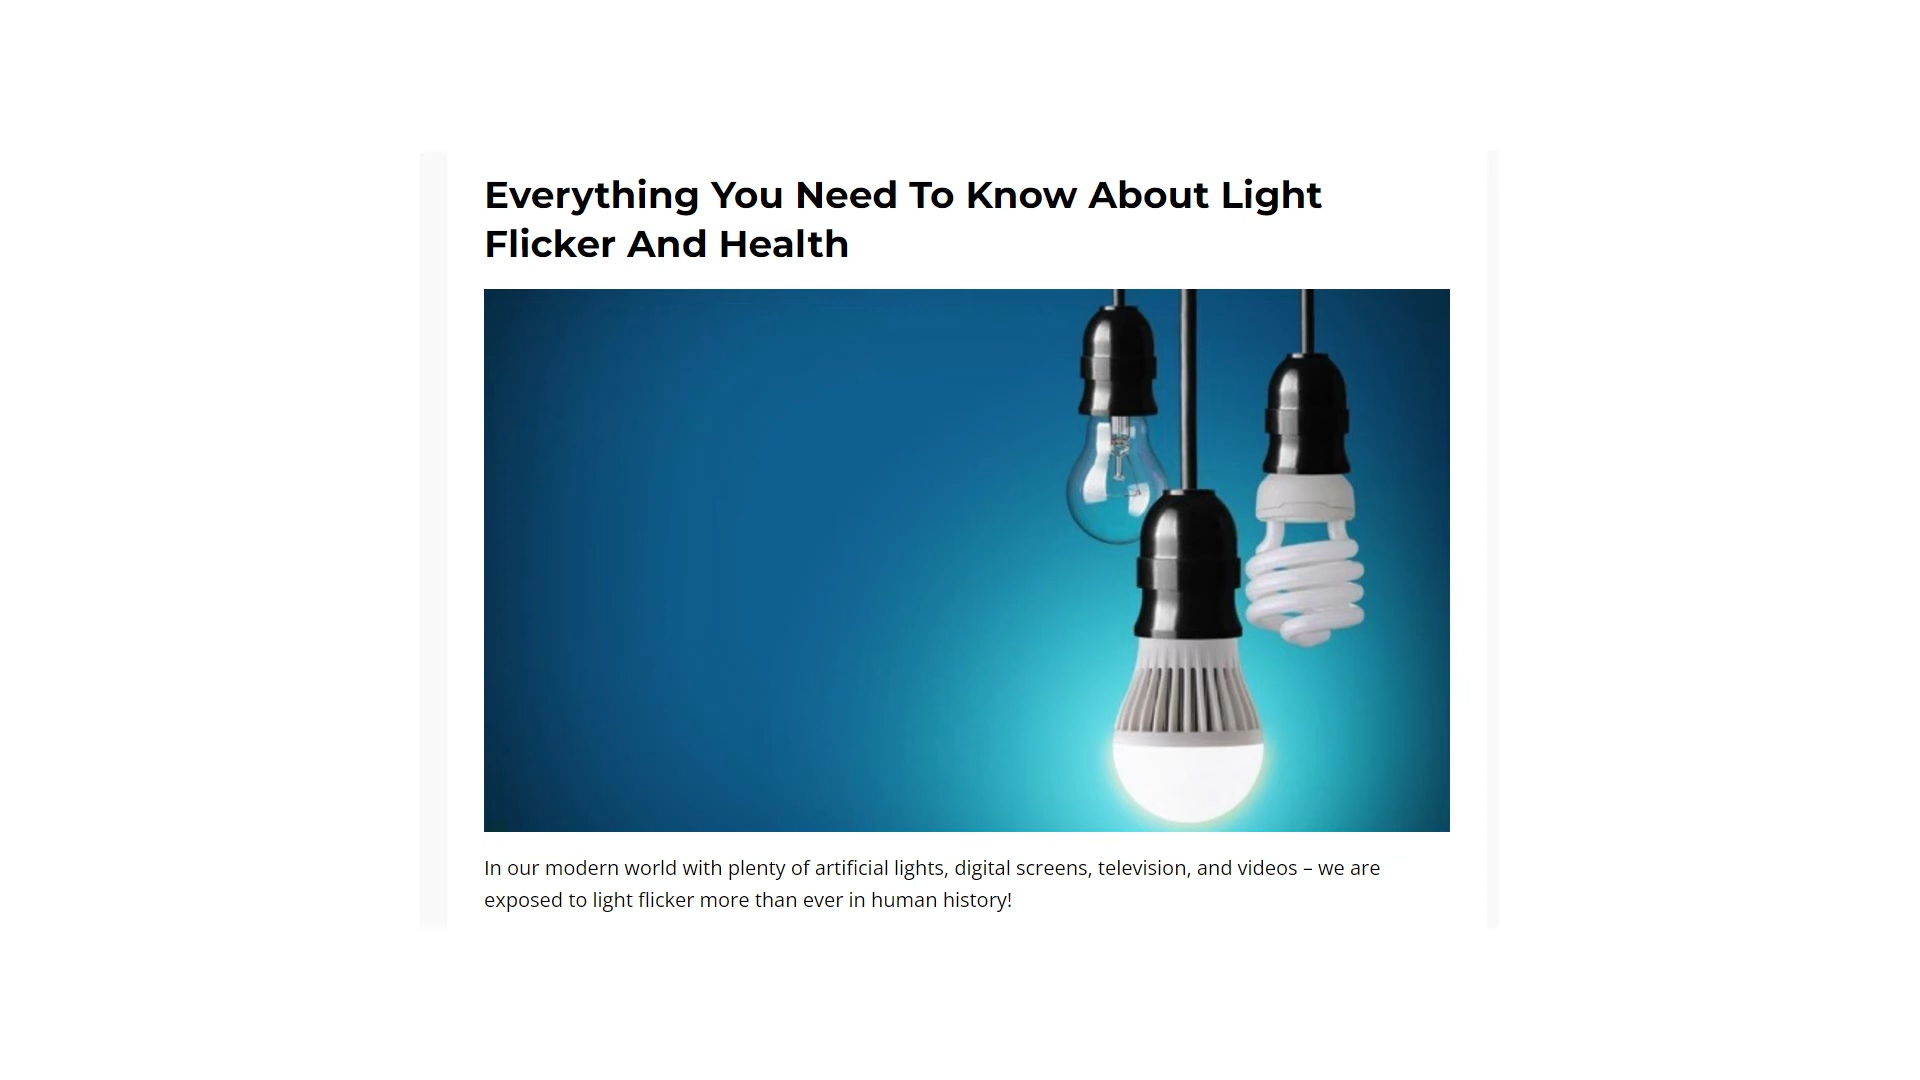 Everything You Need To Know About Light
Flicker And Health
In our modern world with plenty of artificial lights, digital screens, television, and videos – we are
exposed to light flicker more than ever in human history!